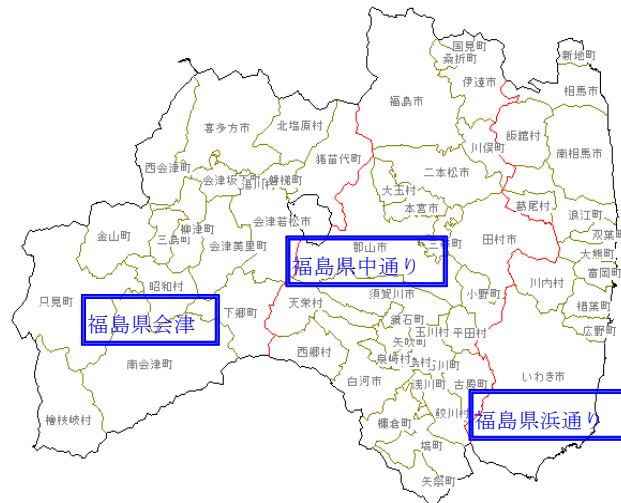 国見町
桑折町
新地町
伊達市
相馬市
福島市
喜多方市
北塩原村
川俣町
飯舘村
猪苗代町
南相馬市
西会津町
二本松市
会津坂下町
磐梯町
大玉村
本宮市
葛尾村
浪江町
会津若松市
柳津町
金山町
三島町
会津美里町
郡山市
田村市
双葉町
大熊町
福島県中通り
富岡町
昭和村
川内村
只見町
天栄村
須賀川市
小野町
楢葉町
下郷町
福島県会津
鏡石町
玉川村
平田村
広野町
矢吹町
西郷村
泉崎村
南会津町
白河市
浅川町
古殿町
いわき市
檜枝岐村
棚倉町
鮫川村
福島県浜通り
塙町
矢祭町